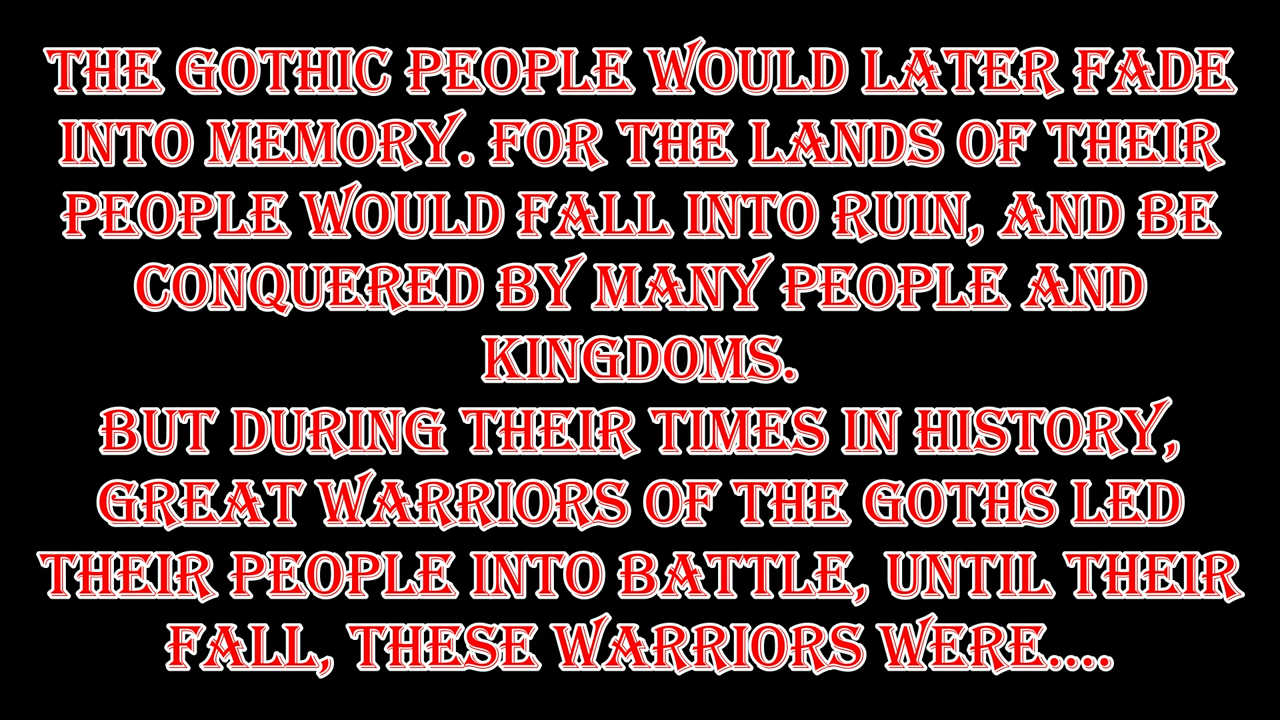 THE GOTHIC PEOPLE WOULD LATER FADE
INTO MEMORY. FOR THE LANDS OF THEIR
PEOPLE WOULD FALL INTO RUIN, AND BE
CONQUERED BY MANY PEOPLE AND
KINGDOMS.
BUT DURING THEIR TIMES IN HISTORY,
GREAT WARRIORS OF THE GOTHS LED
THEIR PEOPLE INTO BATTLE, UNTIL THEIR
FALL, THESE WARRIORS WERE....